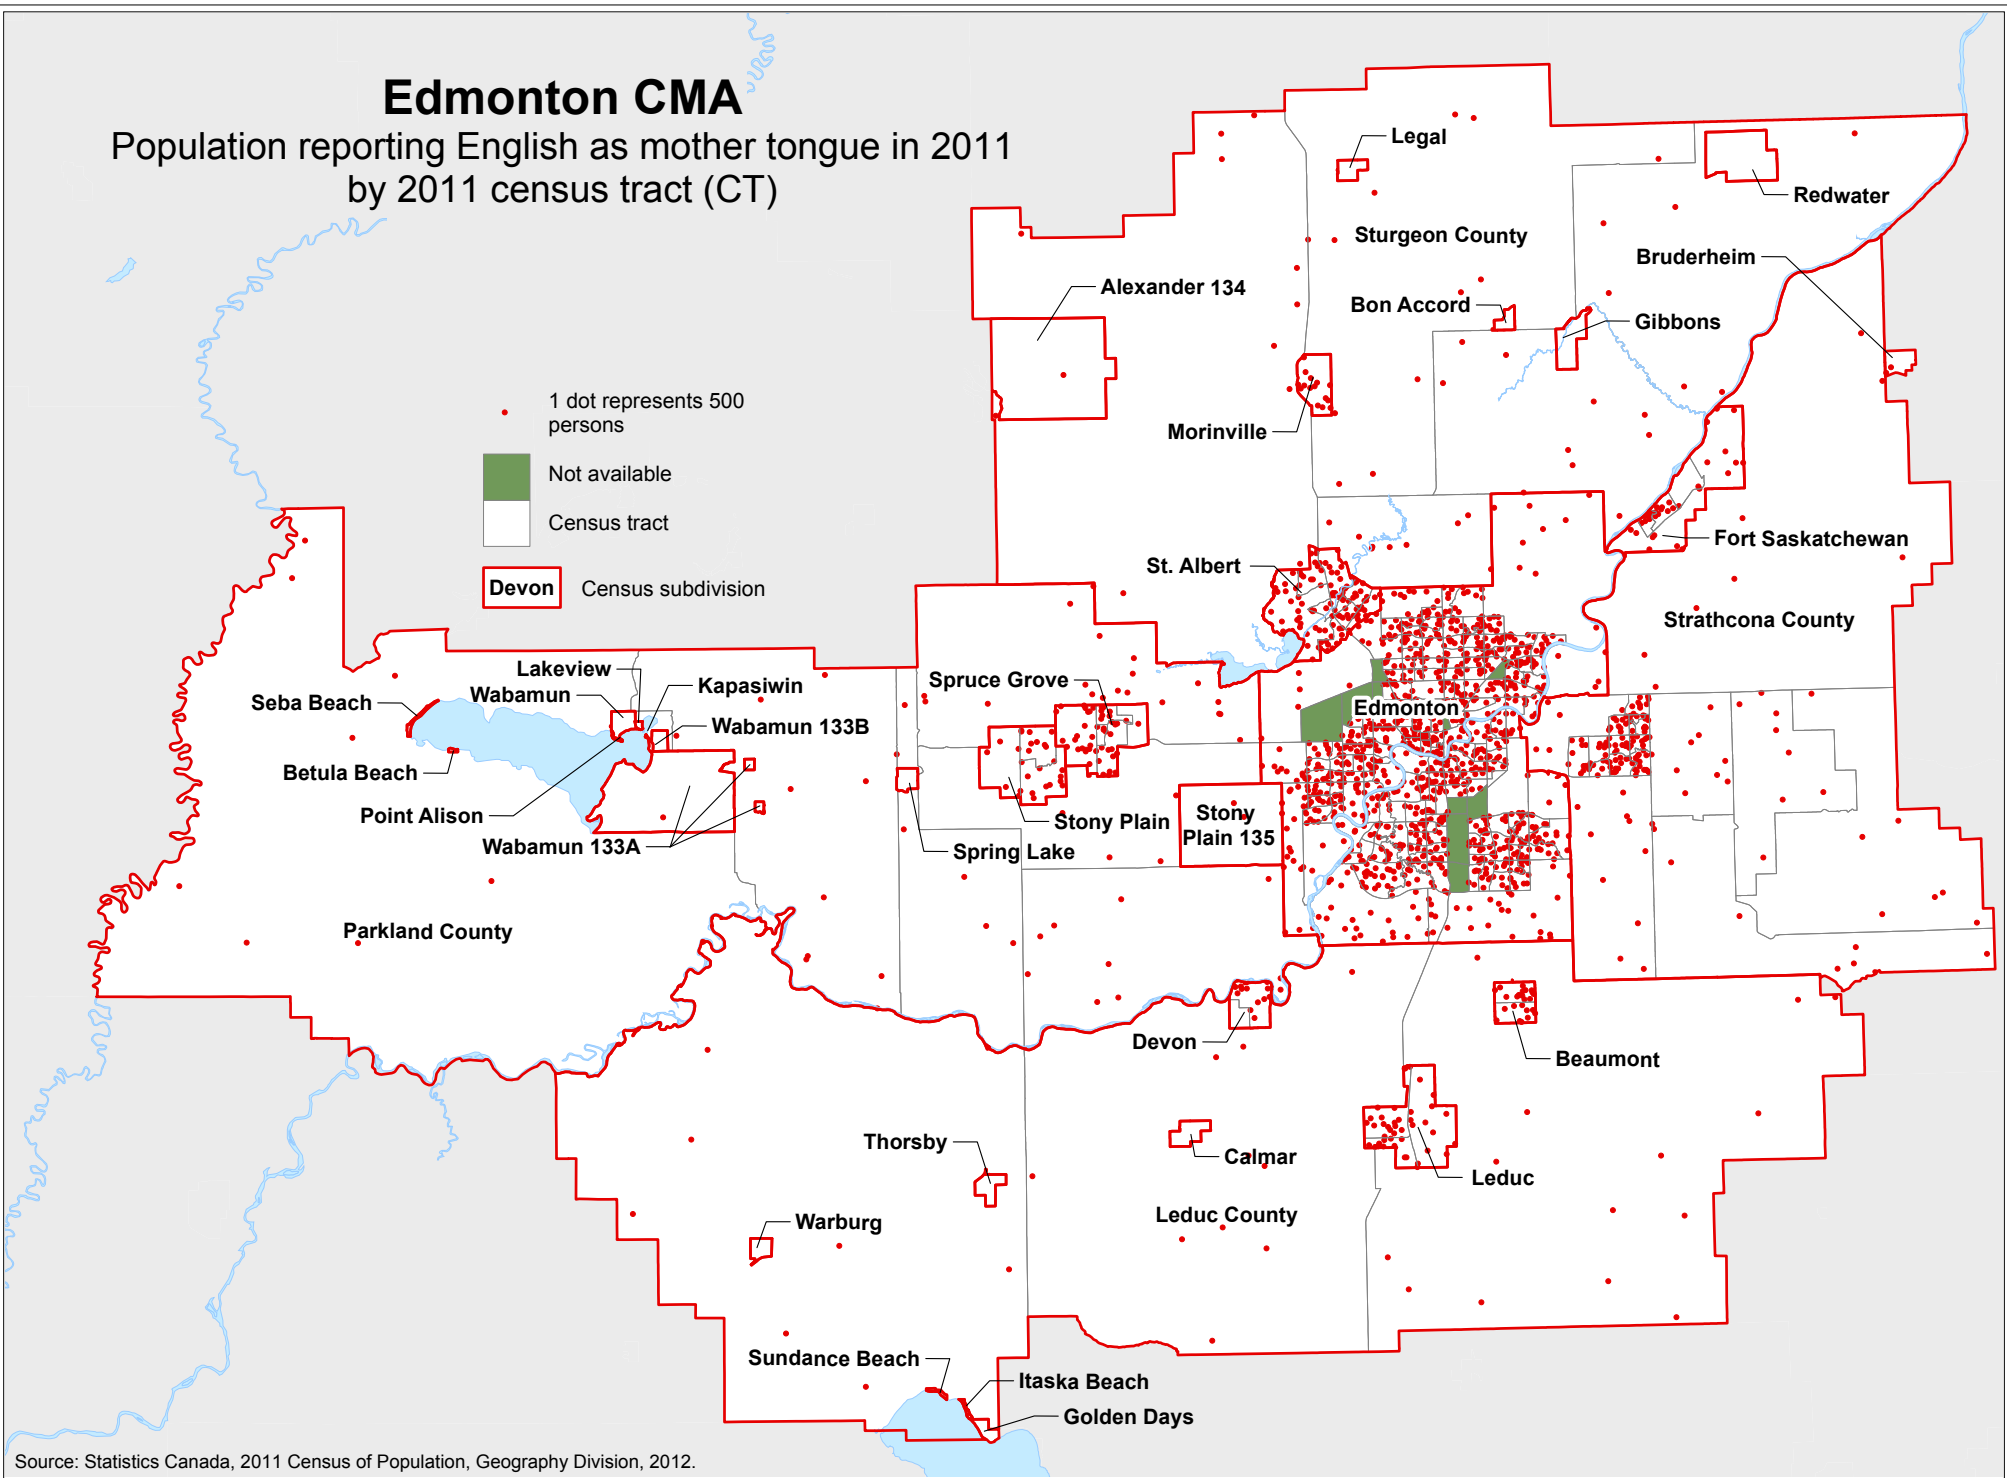 Edmonton CMA
Population reporting English as mother tongue in 2011
by 2011 census tract (CT)
Legal
Redwater
Sturgeon County
Bruderheim
Alexander 134
Bon Accord
Gibbons
1 dot represents 500
persons
Morinville
Not available
Census tract
Fort Saskatchewan
St. Albert
Devon
Census subdivision
Strathcona County
Lakeview
Wabamun
Kapasiwin
Spruce Grove
Seba Beach
Edmonton
Wabamun 133B
Betula Beach
Point Alison
Stony Plain
Stony
Plain 135
Wabamun 133A
Spring Lake
Parkland County
Devon
Beaumont
Thorsby
Calmar
Leduc
Warburg
Leduc County
Sundance Beach
Itaska Beach
Golden Days
Source: Statistics Canada, 2011 Census of Population, Geography Division, 2012.